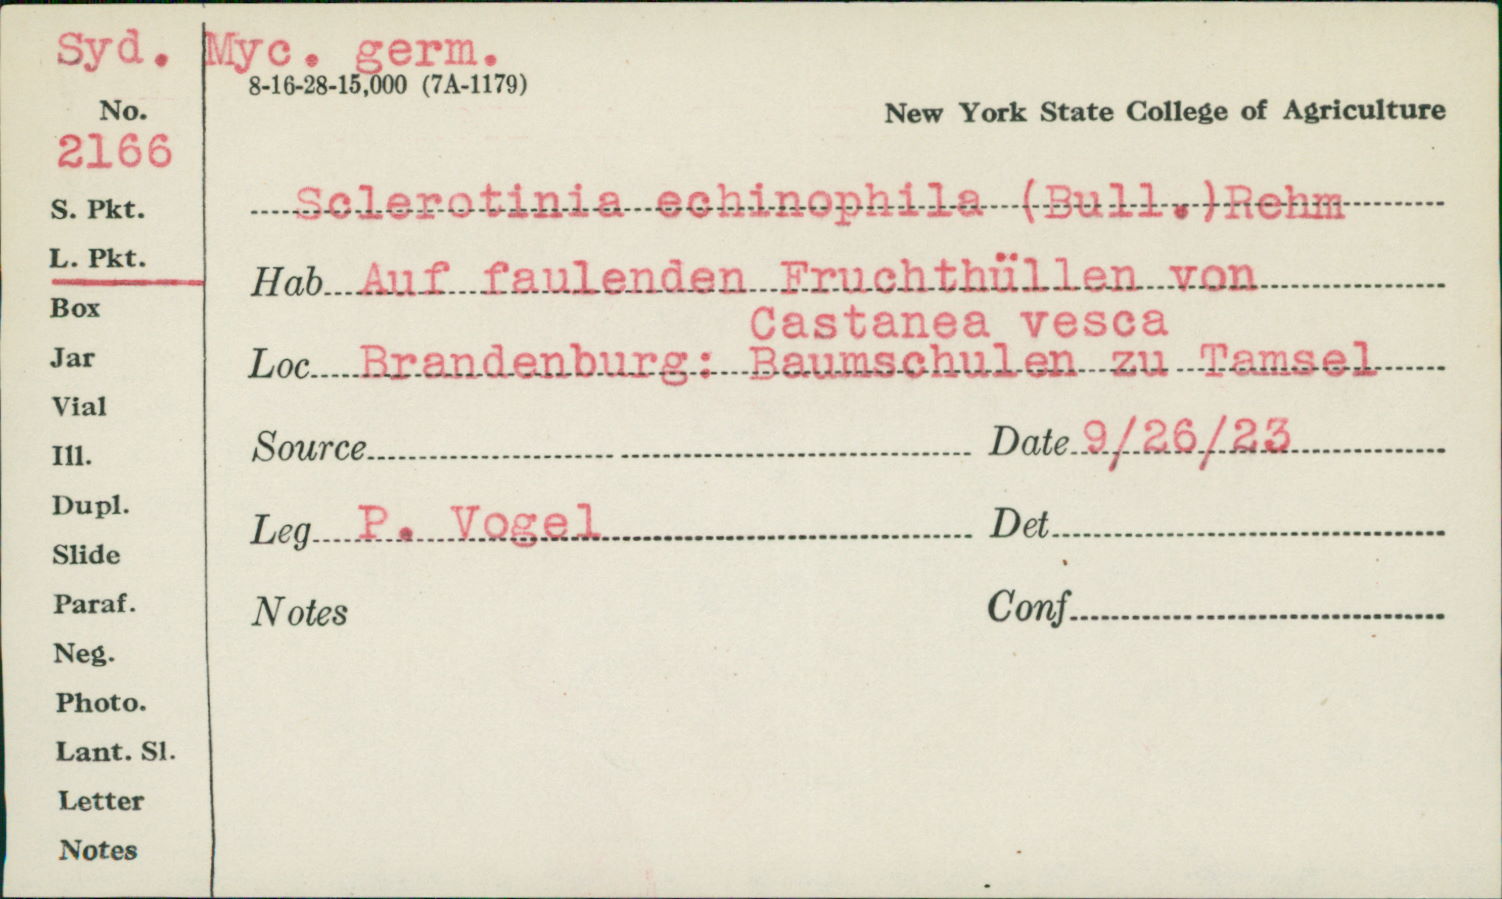 Syd. Myc. germ.
8-16-28-15,000 (7A-1179)
No.
New York State College of Agriculture
2166
S. Pkt.
Sclerotinia echinophila (Bull.)Rehm
L. Pkt.
Hab Auf faulenden Fruchthüllen von
Box
Castanea vesca
Jar
Loc Brandenburg: Baumschulen zu Tamsel
Vial
Source Date 9/26/23
Ill.
Dupl.
Leg P. Vogel Det
Slide
Paraf.
Notes Conf
Neg.
Photo.
Lant. Sl.
Letter
Notes